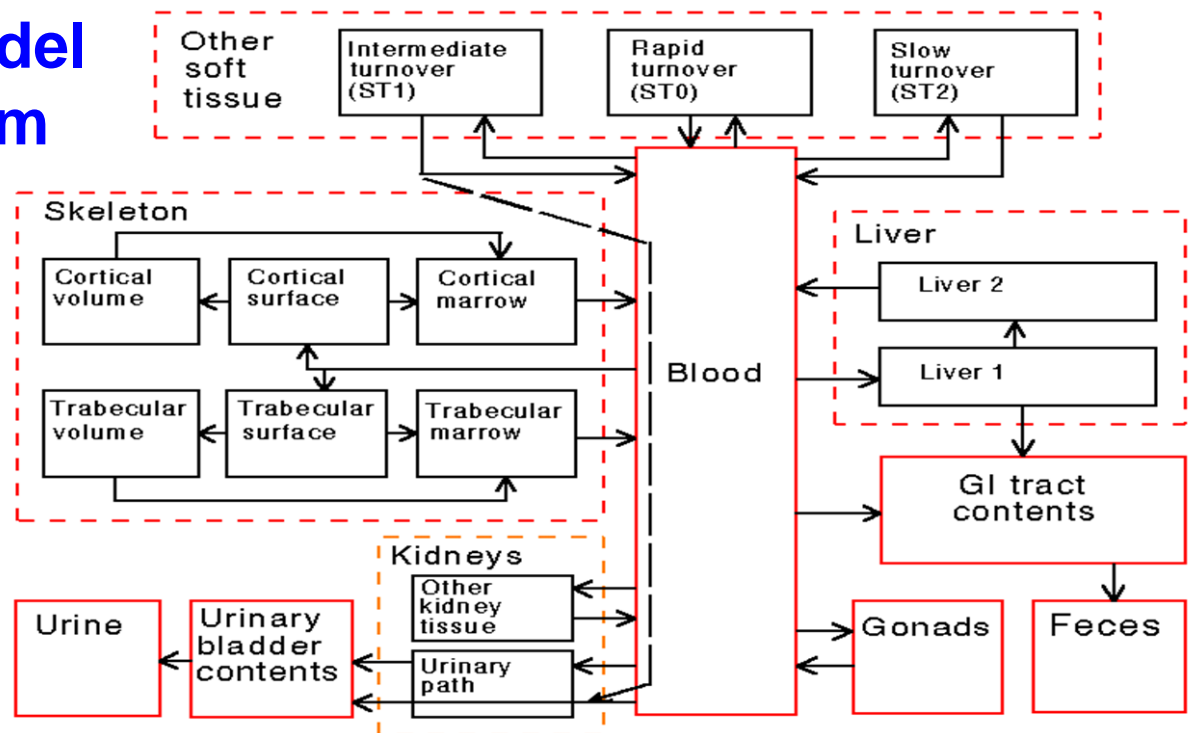 del
m
Other
soft
tissue
Intermediate
turnover
(ST1)
Rapid
turnover
(ST0)
Slow
turnover
(ST2)
Skeleton
Cortical
volume
Cortical
surface
Cortical
marrow
Trabecular
volume
Trabecular
surface
Trabecular
marrow
Blood
Liver
Liver 2
Liver 1
GI tract
contents
Kidneys
Other
kidney
tissue
Urinary
path
Urine
Urinary
bladder
contents
Gonads
Feces